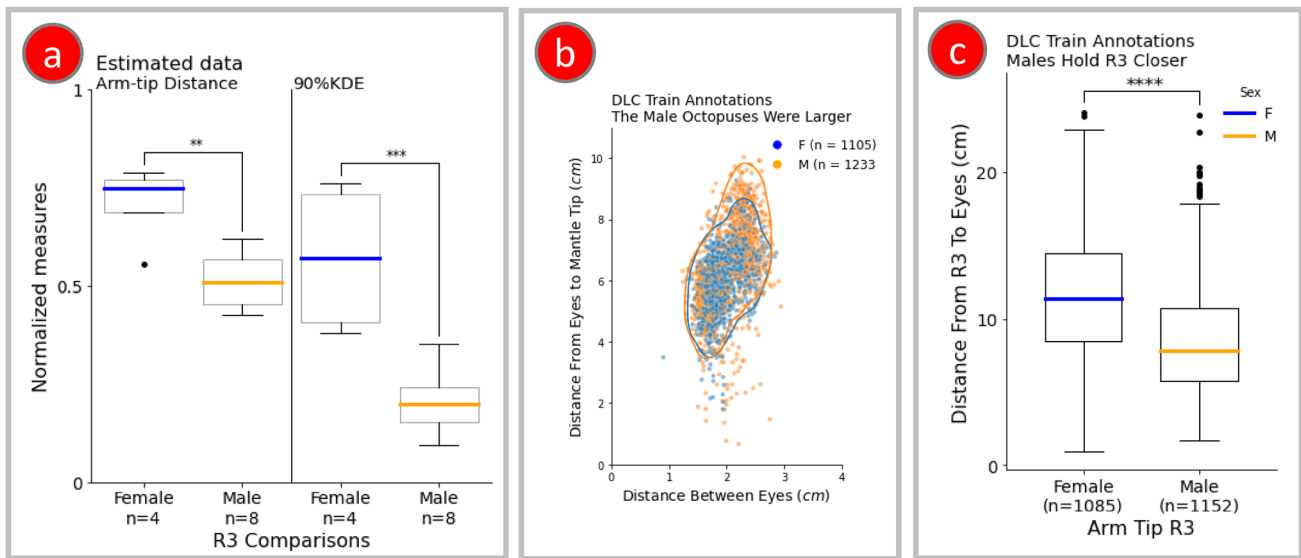 a
Estimated data
Arm-tip Distance
90%KDE
1
0.5
0
Normalized measures
**
***
Female
n=4
Male
n=8
Female
n=4
Male
n=8
R3 Comparisons
b
DLC Train Annotations
The Male Octopuses Were Larger
F (n = 1105)
M (n = 1233
10
8
6
4
2
0
Distance From Eyes to Mantle Tip (cm)
0 1 2 3 4
Distance Between Eyes (cm)
c
DLC Train Annotations
Males Hold R3 Closer
****
Sex
F
M
20
10
0
Distance From R3 To Eyes (cm)
Female
(n=1085)
Male
(n=1152)
Arm Tip R3